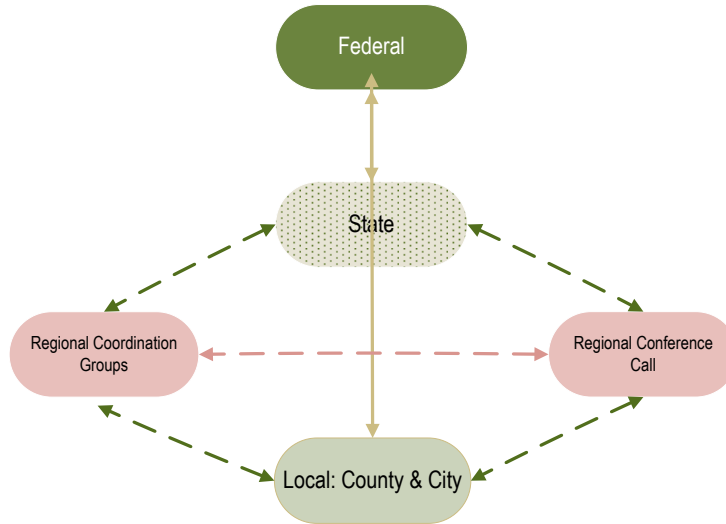 Federal
State
Regional Coordination
Groups
Regional Conference
Call
Local: County & City